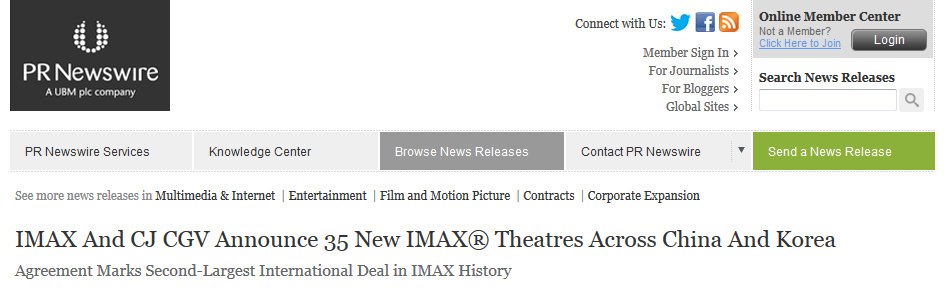 PR Newswire
A UBM plc company
Connect with Us:
Member Sign In >
For Journalists >
For Bloggers >
Global Sites >
Online Member Center
Not a Member?
Click Here to Join
Login
Search News Releases
PR Newswire Services
Knowledge Center
Browse News Releases
Contact PR Newswire
Send a News Release
See more news releases in Multimedia & Internet | Entertainment | Film and Motion Picture | Contracts | Corporate Expansion
IMAX And CJ CGV Announce 35 New IMAX® Theatres Across China And Korea
Agreement Marks Second-Largest International Deal in IMAX History